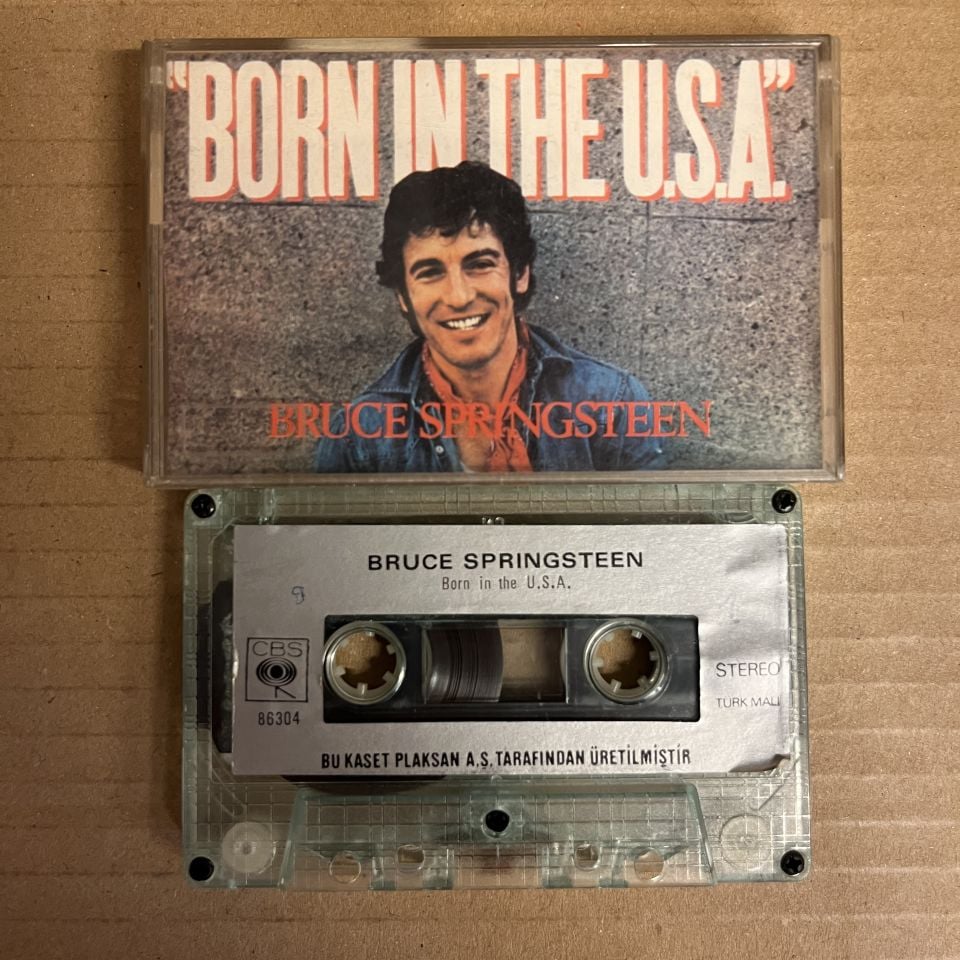 "BORN IN THE U.S.A."
BRUCE SPRINGSTEEN
BRUCE SPRINGSTEEN
Born in the U.S.A.
CBS
STEREO
86304
TÜRK MALI
BU KASET PLAKSAN A.Ş. TARAFINDAN ÜRETİLMİŞTİR